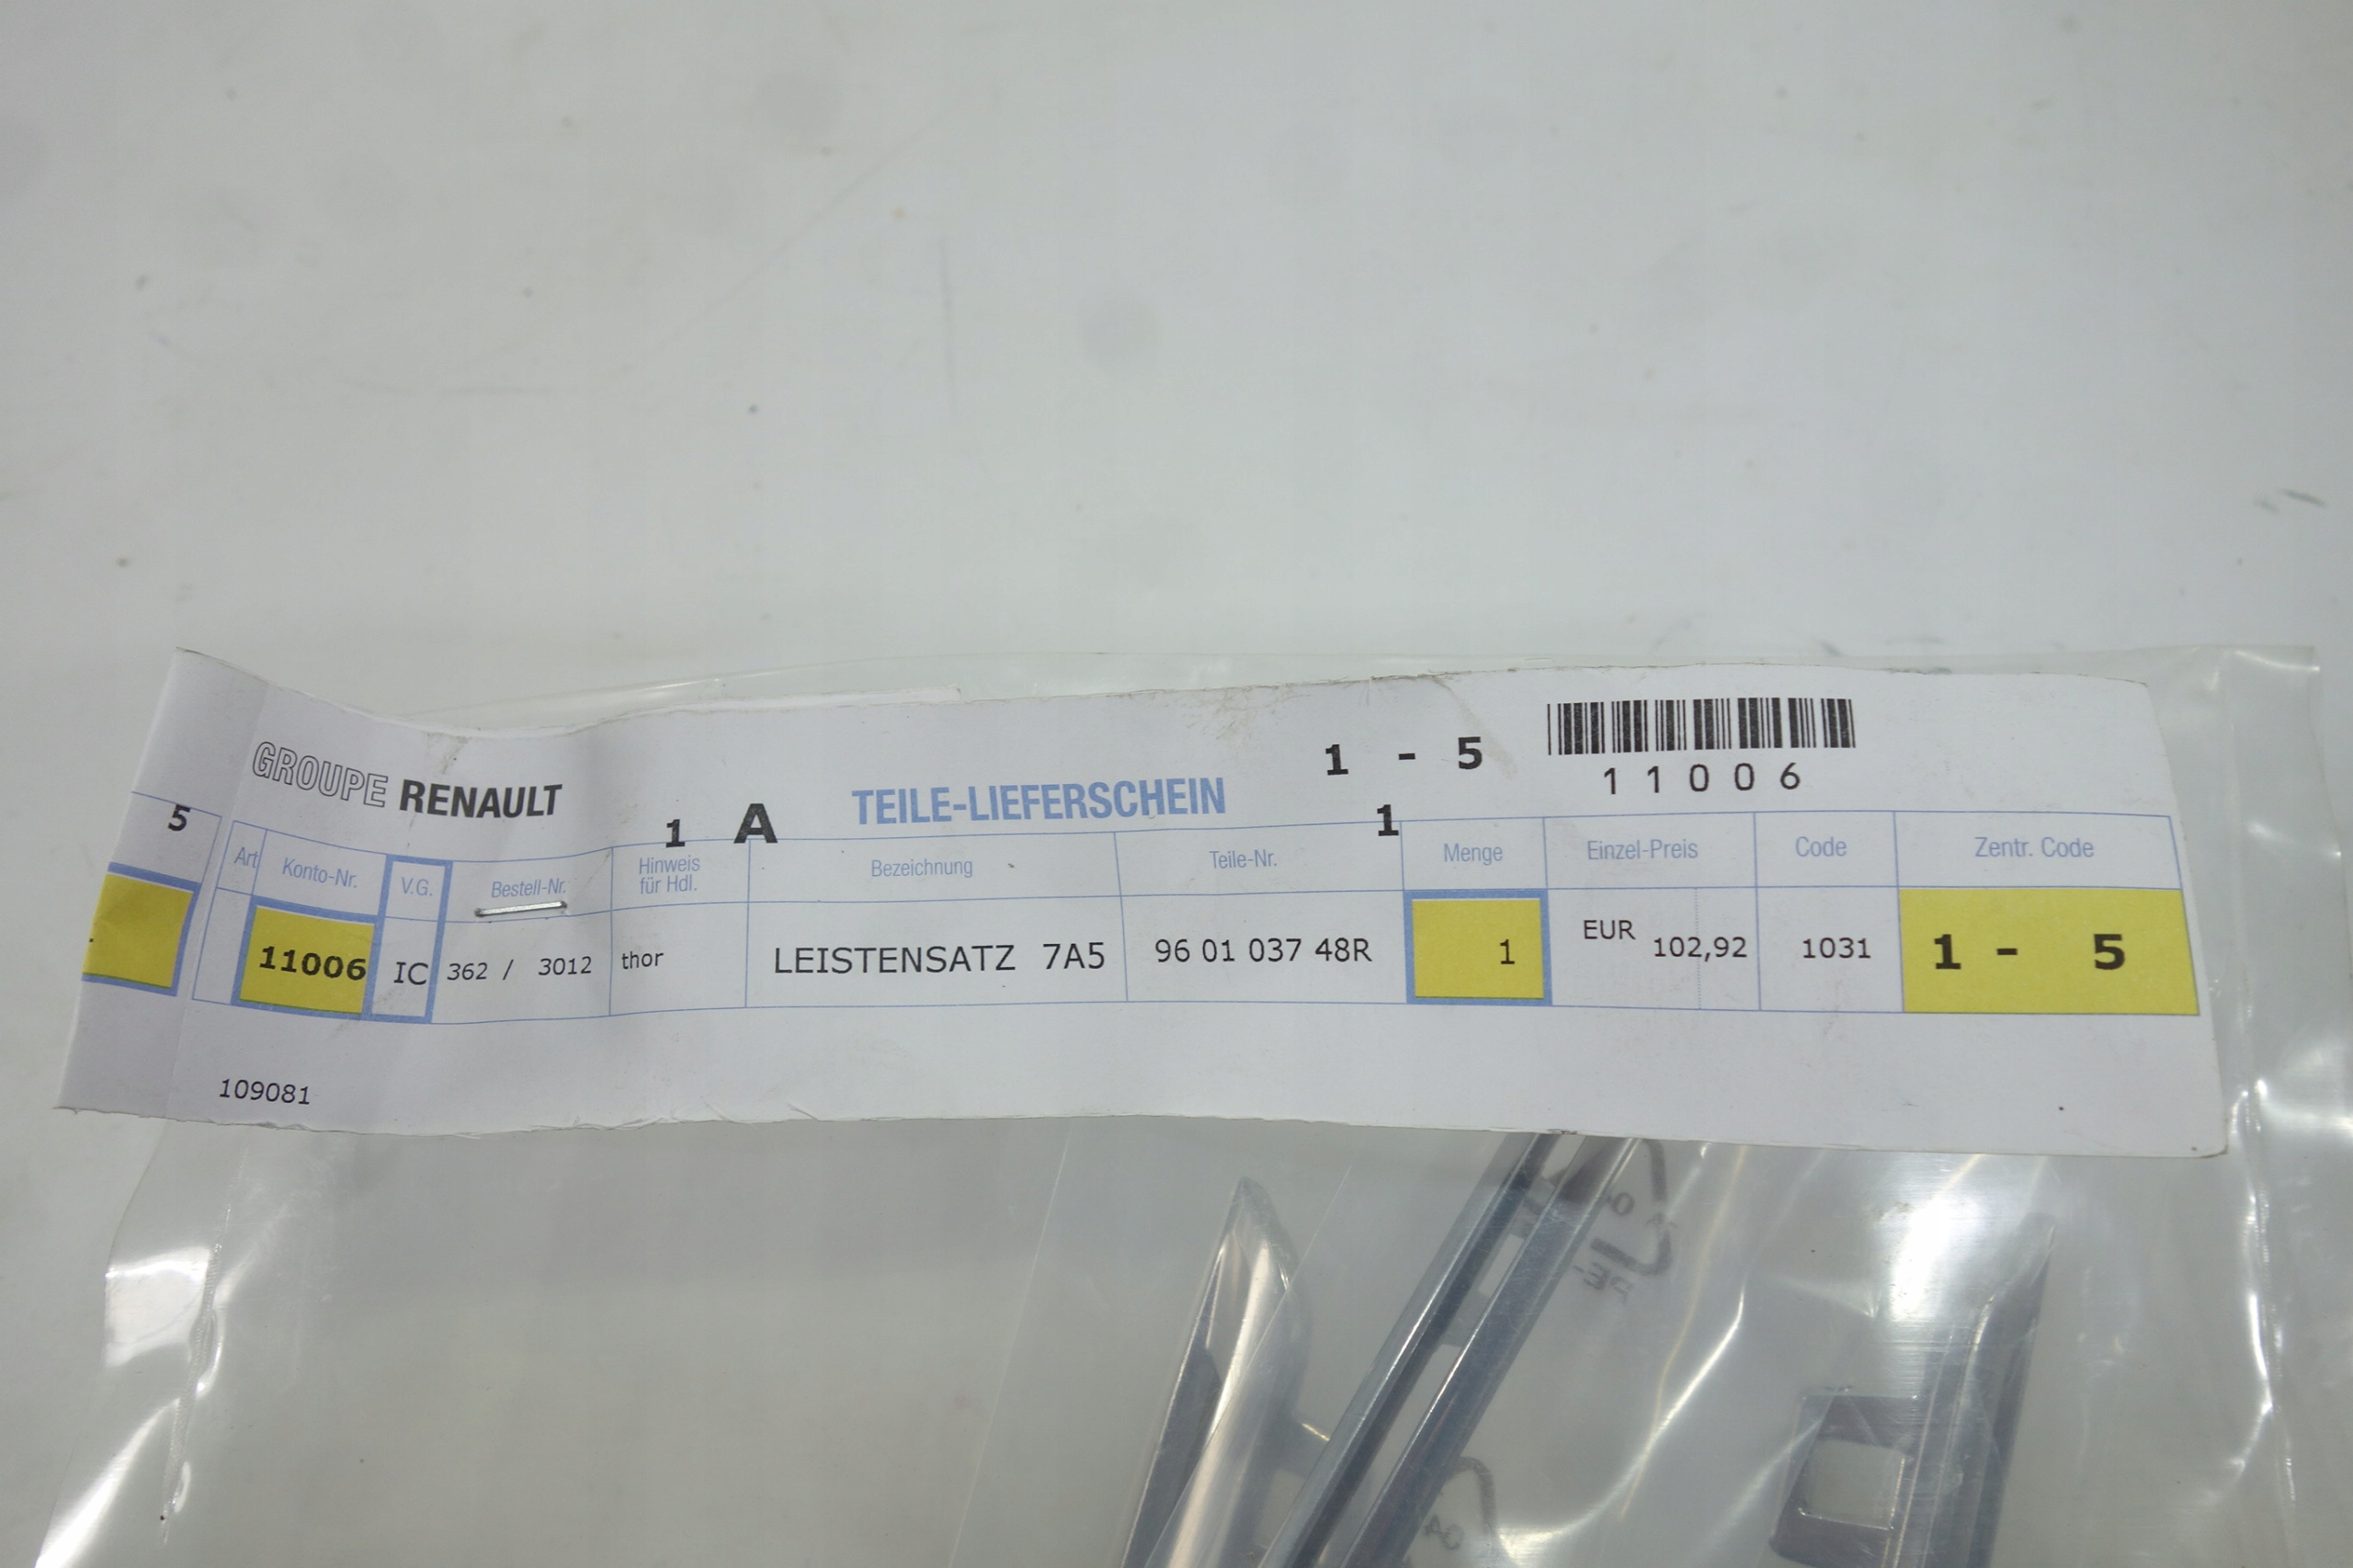 GROUPE RENAULT
1 A
TEILE-LIEFERSCHEIN
1 - 5
1
11006
5
Art Konto-Nr. V.G. Bestell-Nr. Hinweis für Hdl. Bezeichnung Teile-Nr. Menge Einzel-Preis Code Zentr. Code
11006 IC 362 / 3012 thor LEISTENSATZ 7A5 96 01 037 48R 1 EUR 102,92 1031 1 - 5
109081